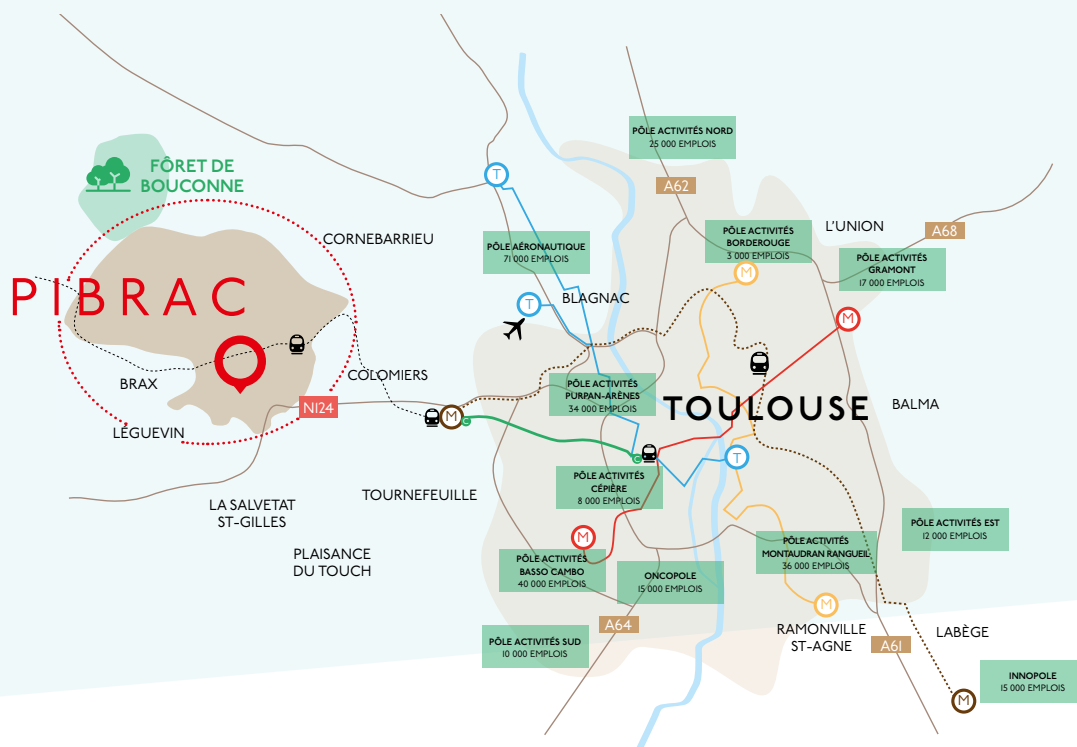 PÔLE ACTIVITÉS NORD
25 000 EMPLOIS
FÔRET DE
BOUCONNE
T
A62
CORNEBARRIEU
PÔLE AÉRONAUTIQUE
71 000 EMPLOIS
PÔLE ACTIVITÉS
BORDEROUGE
3 000 EMPLOIS
L'UNION
A68
PÔLE ACTIVITÉS
GRAMONT
17 000 EMPLOIS
M
PIBRAC
T
BLAGNAC
M
BRAX
COLOMIERS
PÔLE ACTIVITÉS
PURPAN-ARÈNES
34 000 EMPLOIS
TOULOUSE
BALMA
N124
M
C
LÉGUEVIN
C
T
PÔLE ACTIVITÉS
CÉPIÈRE
8 000 EMPLOIS
TOURNEFEUILLE
LA SALVETAT
ST-GILLES
PÔLE ACTIVITÉS EST
12 000 EMPLOIS
M
PLAISANCE
DU TOUCH
PÔLE ACTIVITÉS
BASSO CAMBO
40 000 EMPLOIS
PÔLE ACTIVITÉS
MONTAUDRAN RANGUEIL
36 000 EMPLOIS
ONCOPOLE
15 000 EMPLOIS
M
A64
RAMONVILLE
ST-AGNE
A61
LABÈGE
PÔLE ACTIVITÉS SUD
10 000 EMPLOIS
INNOPOLE
15 000 EMPLOIS
M